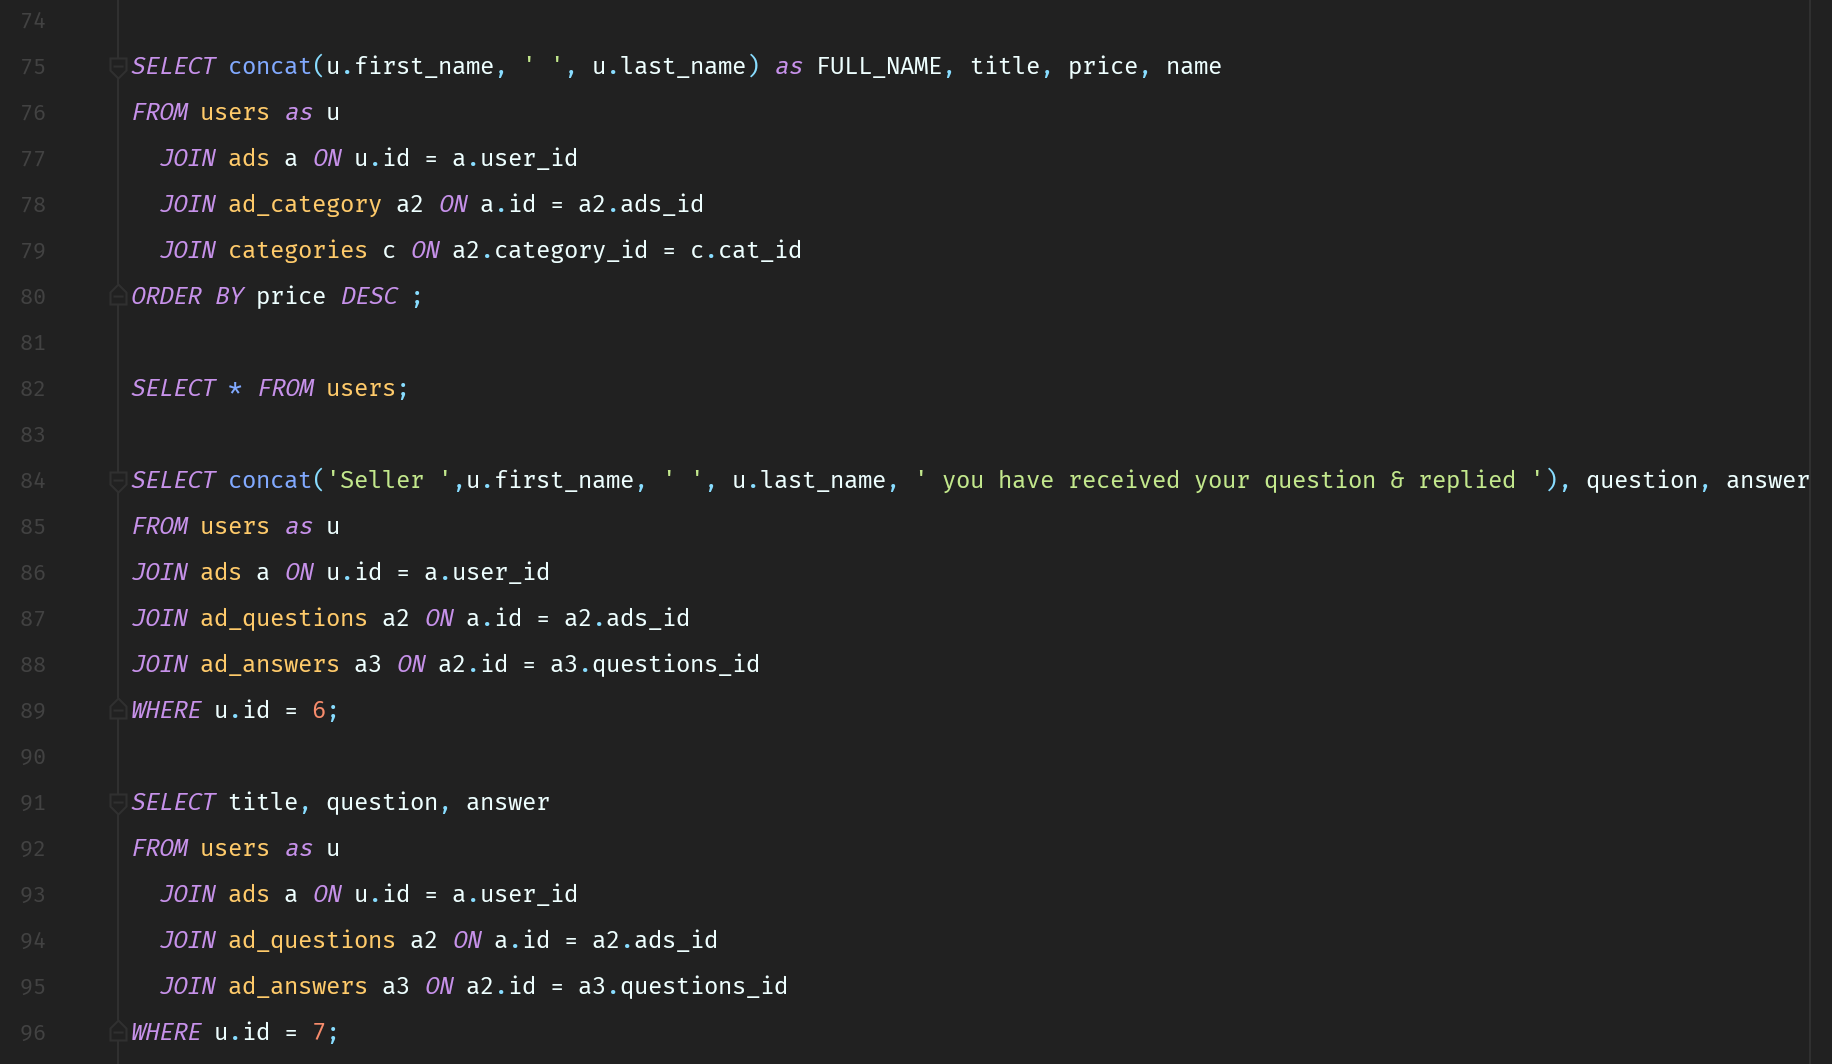 74
75 SELECT concat(u.first_name, ' ', u.last_name) as FULL_NAME, title, price, name
76 FROM users as u
77   JOIN ads a ON u.id = a.user_id
78   JOIN ad_category a2 ON a.id = a2.ads_id
79   JOIN categories c ON a2.category_id = c.cat_id
80 ORDER BY price DESC ;
81
82 SELECT * FROM users;
83
84 SELECT concat('Seller ',u.first_name, ' ', u.last_name, ' you have received your question & replied '), question, answer
85 FROM users as u
86 JOIN ads a ON u.id = a.user_id
87 JOIN ad_questions a2 ON a.id = a2.ads_id
88 JOIN ad_answers a3 ON a2.id = a3.questions_id
89 WHERE u.id = 6;
90
91 SELECT title, question, answer
92 FROM users as u
93   JOIN ads a ON u.id = a.user_id
94   JOIN ad_questions a2 ON a.id = a2.ads_id
95   JOIN ad_answers a3 ON a2.id = a3.questions_id
96 WHERE u.id = 7;